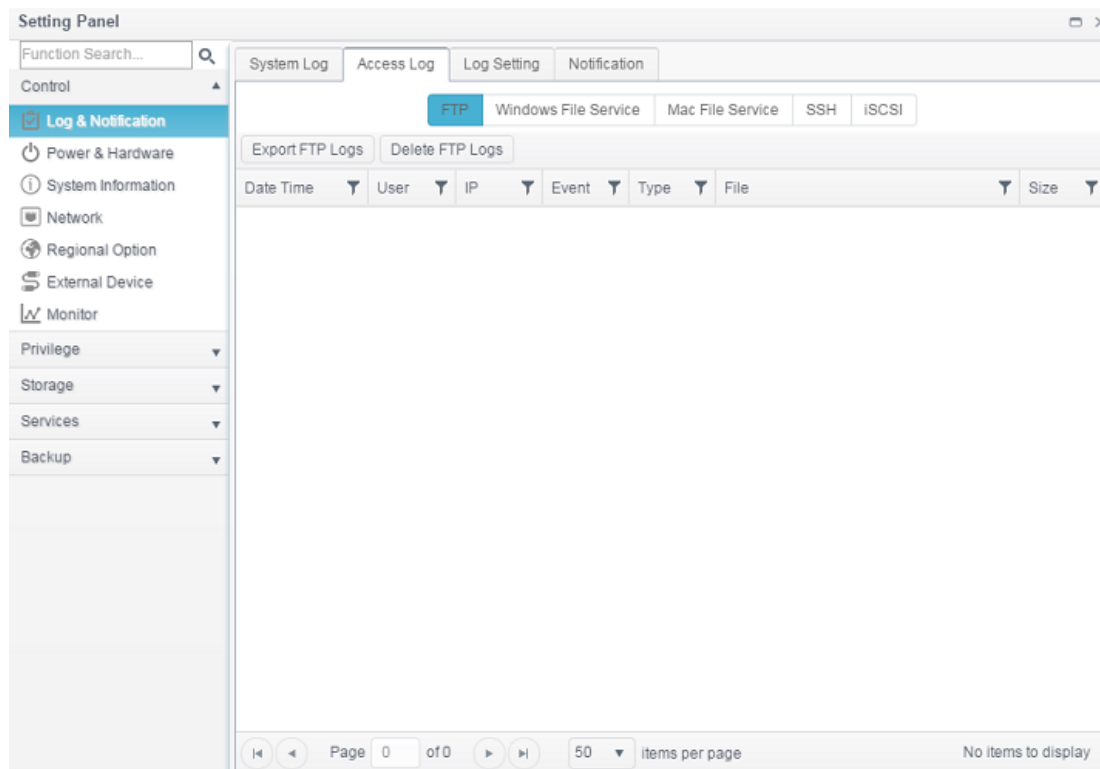 Setting Panel
Function Search...
Control
Log & Notification
Power & Hardware
System Information
Network
Regional Option
External Device
Monitor
Privilege
Storage
Services
Backup
System Log Access Log Log Setting Notification
FTP Windows File Service Mac File Service SSH iSCSI
Export FTP Logs Delete FTP Logs
Date Time User IP Event Type File Size
Page 0 of 0 50 items per page No items to display